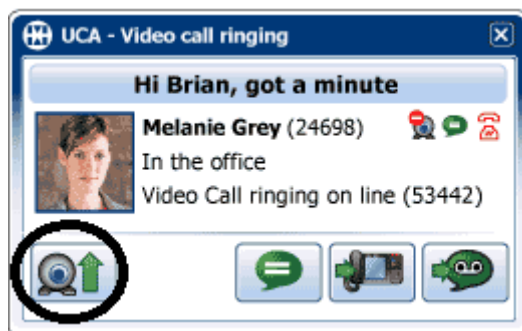 UCA - Video call ringing
Hi Brian, got a minute
Melanie Grey (24698)
In the office
Video Call ringing on line (53442)